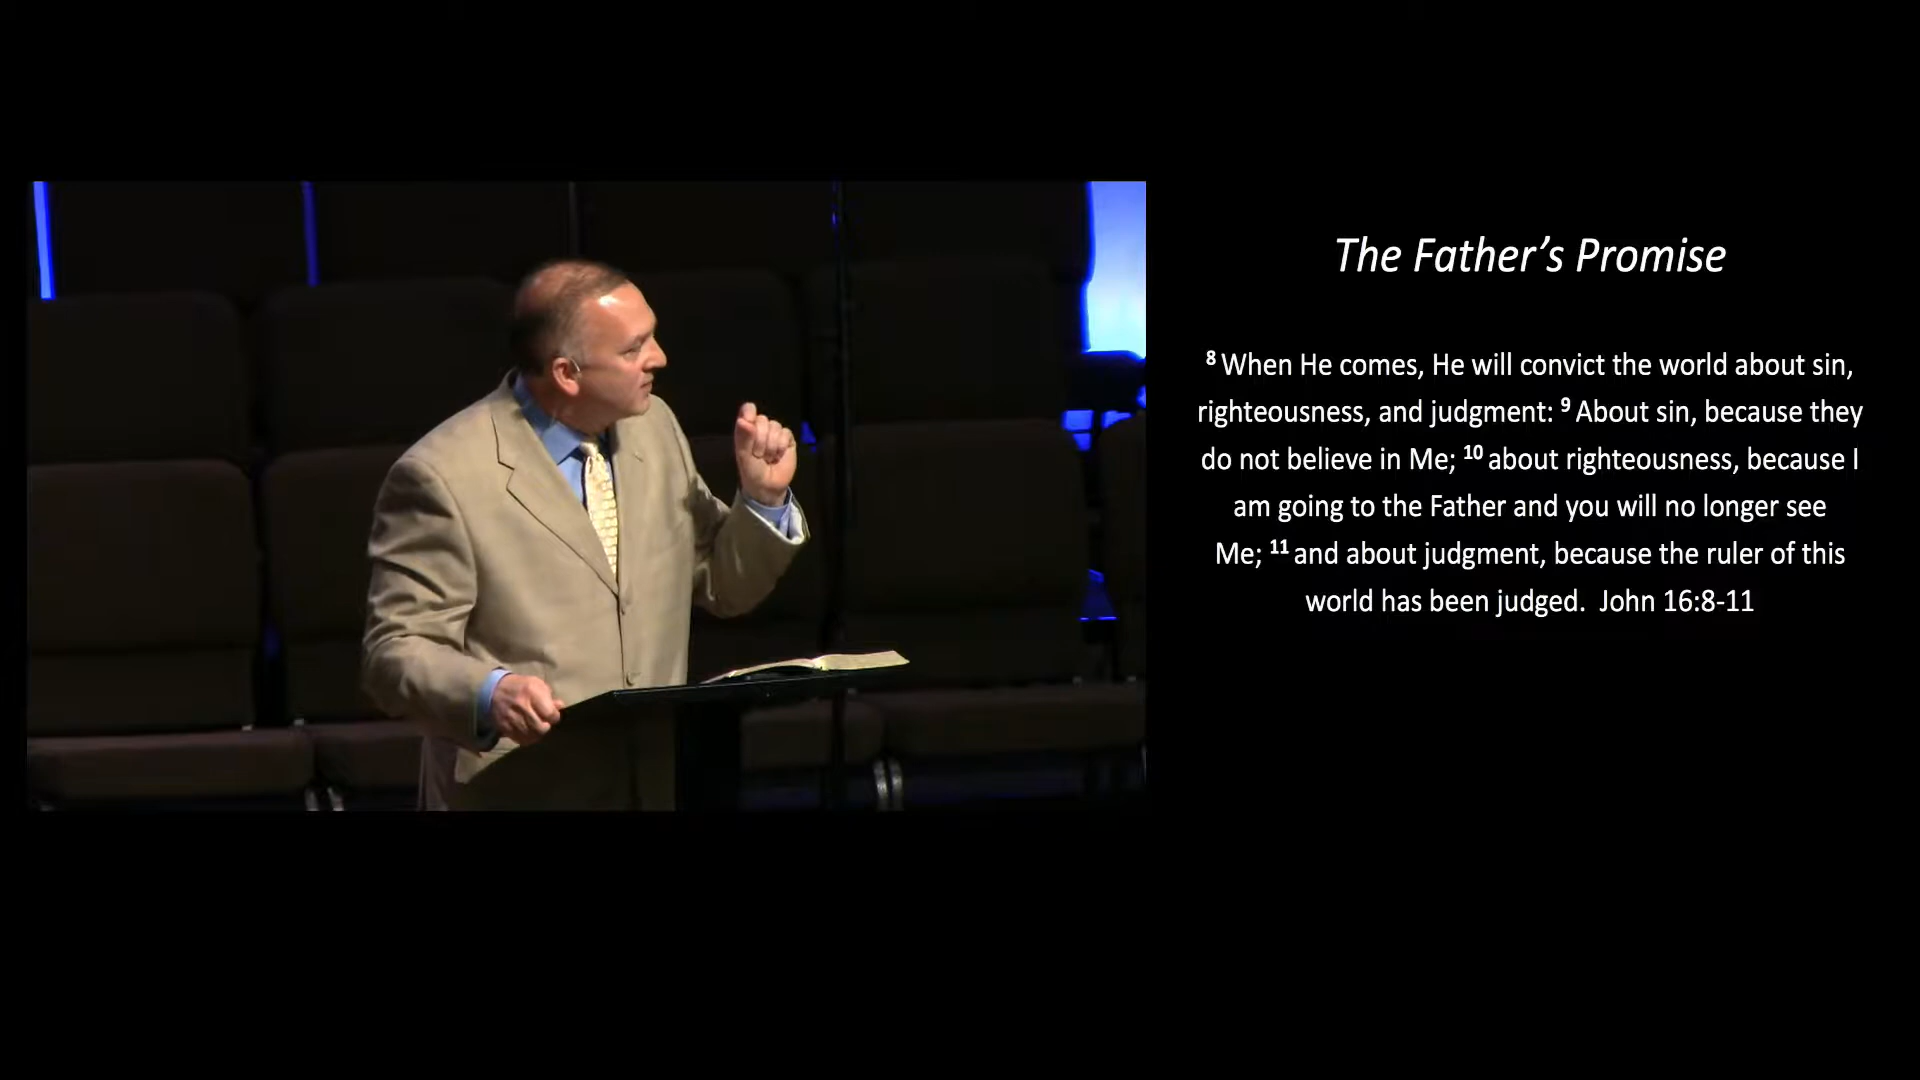 The Father’s Promise
8 When He comes, He will convict the world about sin,
righteousness, and judgment: 9 About sin, because they
do not believe in Me; 10 about righteousness, because I
am going to the Father and you will no longer see
Me; 11 and about judgment, because the ruler of this
world has been judged.  John 16:8-11